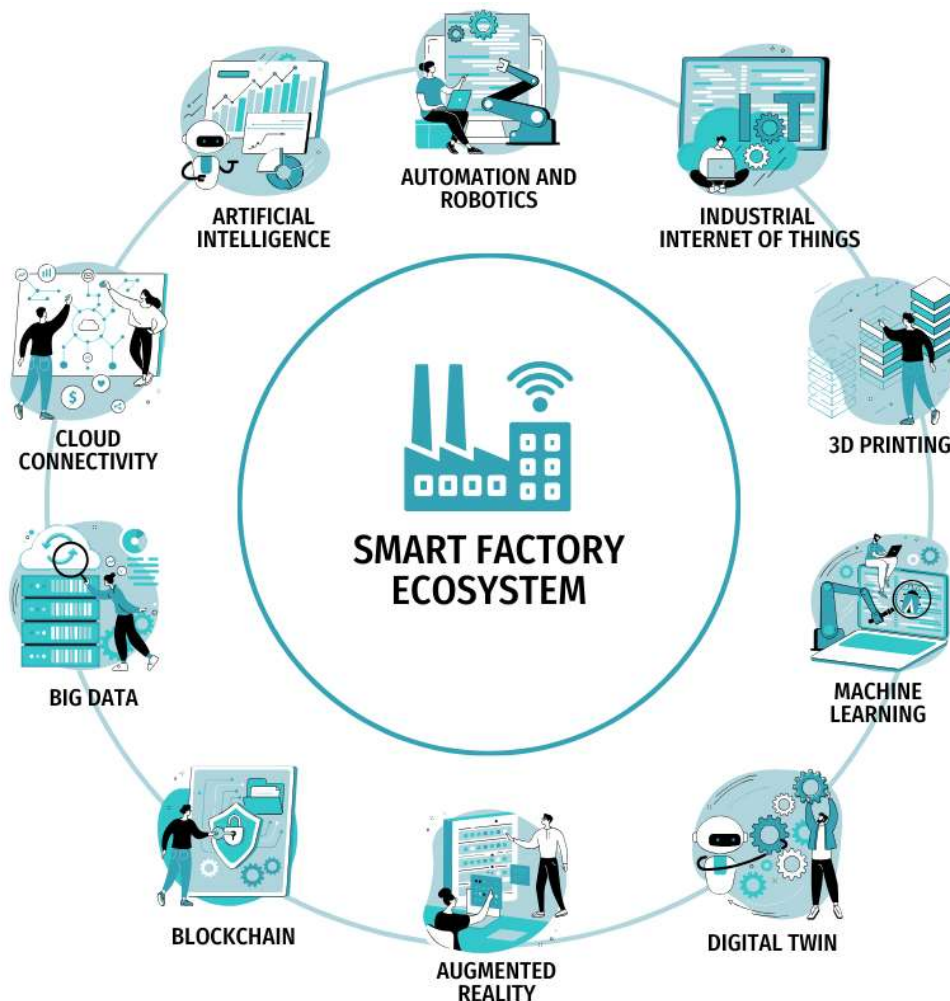 AUTOMATION AND
ROBOTICS
INDUSTRIAL
INTERNET OF THINGS
IoT
3D PRINTING
MACHINE
LEARNING
DIGITAL TWIN
AUGMENTED
REALITY
BLOCKCHAIN
BIG DATA
CLOUD
CONNECTIVITY
$
ARTIFICIAL
INTELLIGENCE
SMART FACTORY
ECOSYSTEM